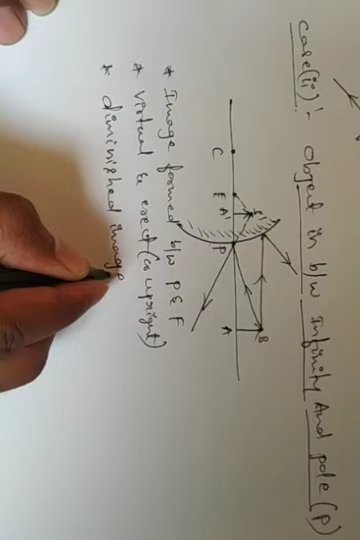 case(ii):- object in b/w Infinity And pole (p)
C F A' P A B
* Image formed b/w P & F
* virtual & erect (or upright)
* diminished image